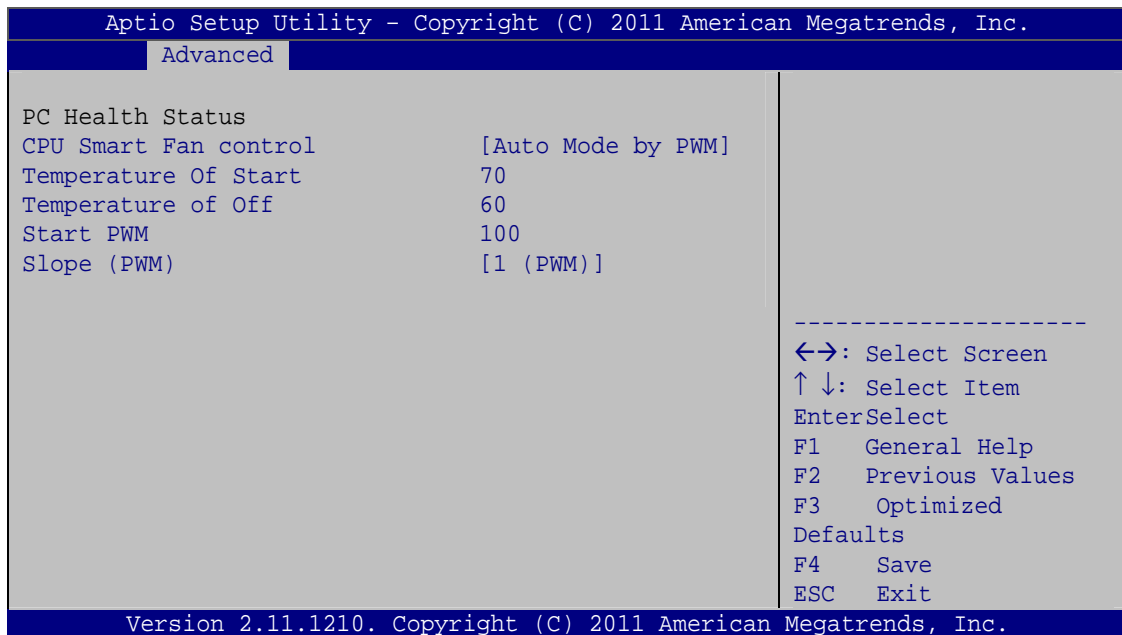 Aptio Setup Utility – Copyright (C) 2011 American Megatrends, Inc.
Advanced
PC Health Status
CPU Smart Fan control [Auto Mode by PWM]
Temperature Of Start 70
Temperature of Off 60
Start PWM 100
Slope (PWM) [1 (PWM)]
---------------------
←→: Select Screen
↑ ↓: Select Item
EnterSelect
F1 General Help
F2 Previous Values
F3 Optimized
Defaults
F4 Save
ESC Exit
Version 2.11.1210. Copyright (C) 2011 American Megatrends, Inc.